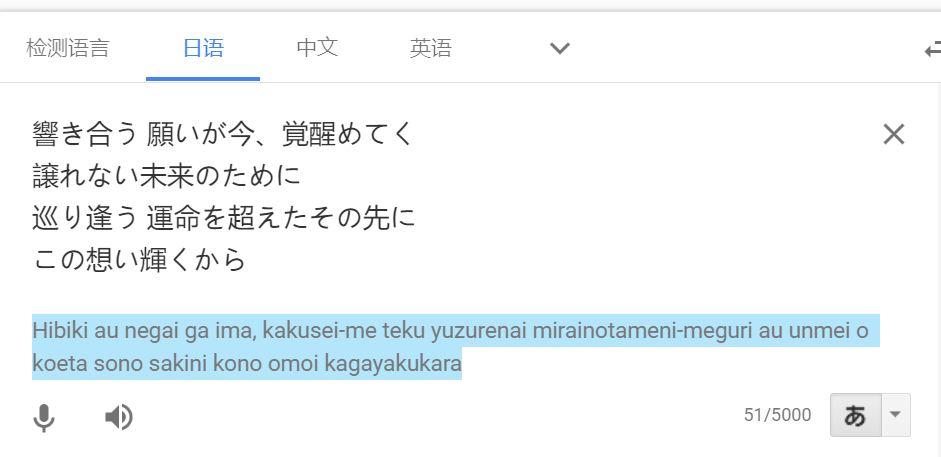 检测语言 日语 中文 英语
響き合う 願いが今、覚醒めてく
譲れない未来のために
巡り逢う 運命を超えたその先に
この想い輝くから
Hibiki au negai ga ima, kakusei-me teku yuzurenai mirainotameni-meguri au unmei o
koeta sono sakini kono omoi kagayakukara
51/5000 あ